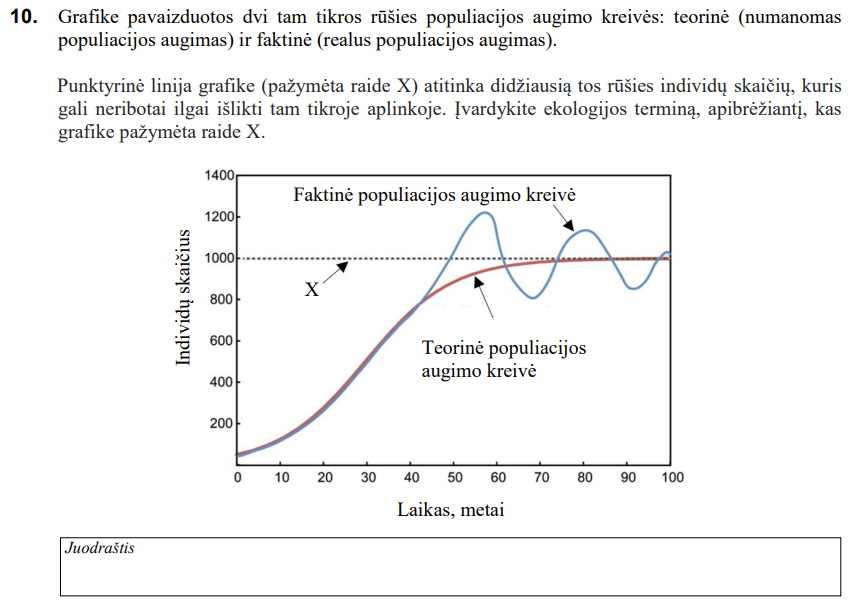 10. Grafike pavaizduotos dvi tam tikros rūšies populiacijos augimo kreivės: teorinė (numanomas
populiacijos augimas) ir faktinė (realus populiacijos augimas).
Punktyrinė linija grafike (pažymėta raide X) atitinka didžiausią tos rūšies individų skaičių, kuris
gali neribotai ilgai išlikti tam tikroje aplinkoje. Įvardykite ekologijos terminą, apibrėžiantį, kas
grafike pažymėta raide X.
1400
Faktinė populiacijos augimo kreivė
1200
1000
X
800
600
Teorinė populiacijos
augimo kreivė
400
200
Individų skaičius
0 10 20 30 40 50 60 70 80 90 100
Laikas, metai
Juodraštis